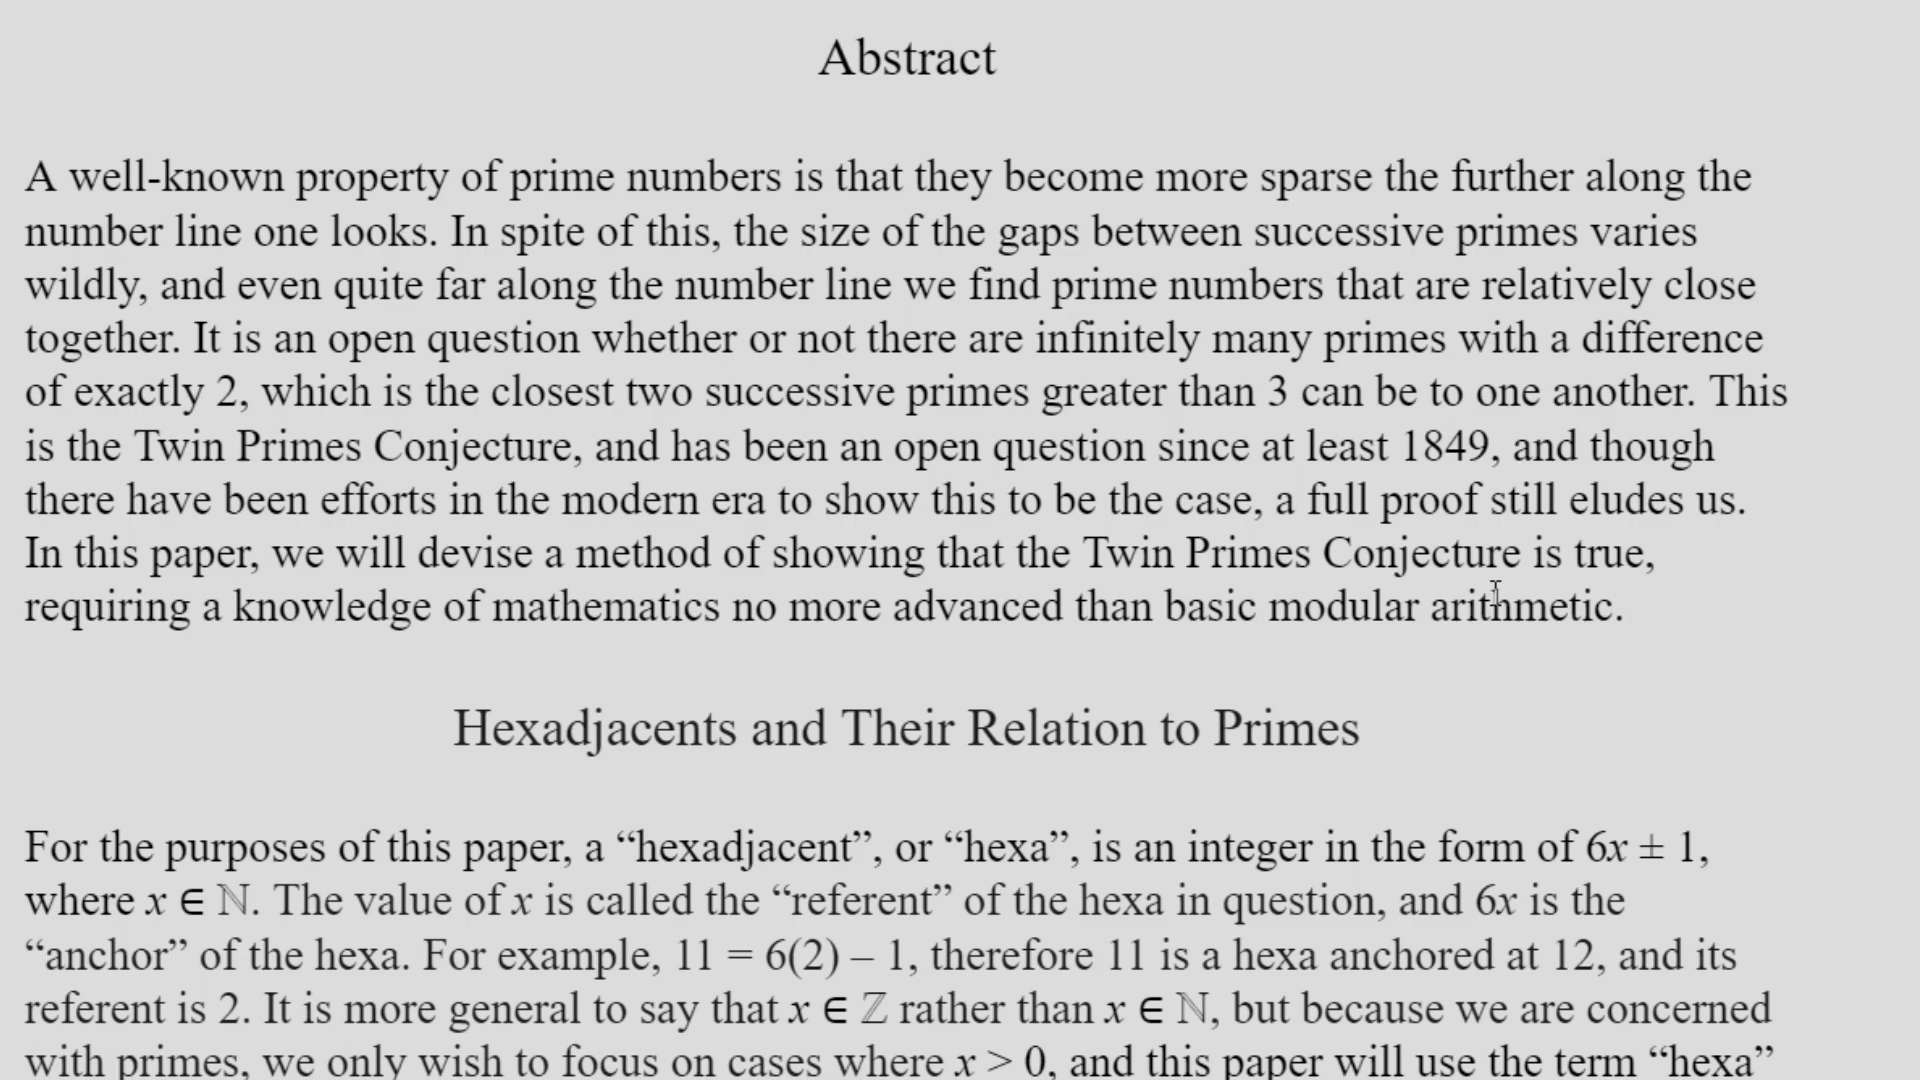 Abstract
A well-known property of prime numbers is that they become more sparse the further along the
number line one looks. In spite of this, the size of the gaps between successive primes varies
wildly, and even quite far along the number line we find prime numbers that are relatively close
together. It is an open question whether or not there are infinitely many primes with a difference
of exactly 2, which is the closest two successive primes greater than 3 can be to one another. This
is the Twin Primes Conjecture, and has been an open question since at least 1849, and though
there have been efforts in the modern era to show this to be the case, a full proof still eludes us.
In this paper, we will devise a method of showing that the Twin Primes Conjecture is true,
requiring a knowledge of mathematics no more advanced than basic modular arithmetic.
Hexadjacents and Their Relation to Primes
For the purposes of this paper, a “hexadjacent”, or “hexa”, is an integer in the form of 6x ± 1,
where x ∈ ℕ. The value of x is called the “referent” of the hexa in question, and 6x is the
“anchor” of the hexa. For example, 11 = 6(2) – 1, therefore 11 is a hexa anchored at 12, and its
referent is 2. It is more general to say that x ∈ ℤ rather than x ∈ ℕ, but because we are concerned
with primes, we only wish to focus on cases where x > 0, and this paper will use the term “hexa”